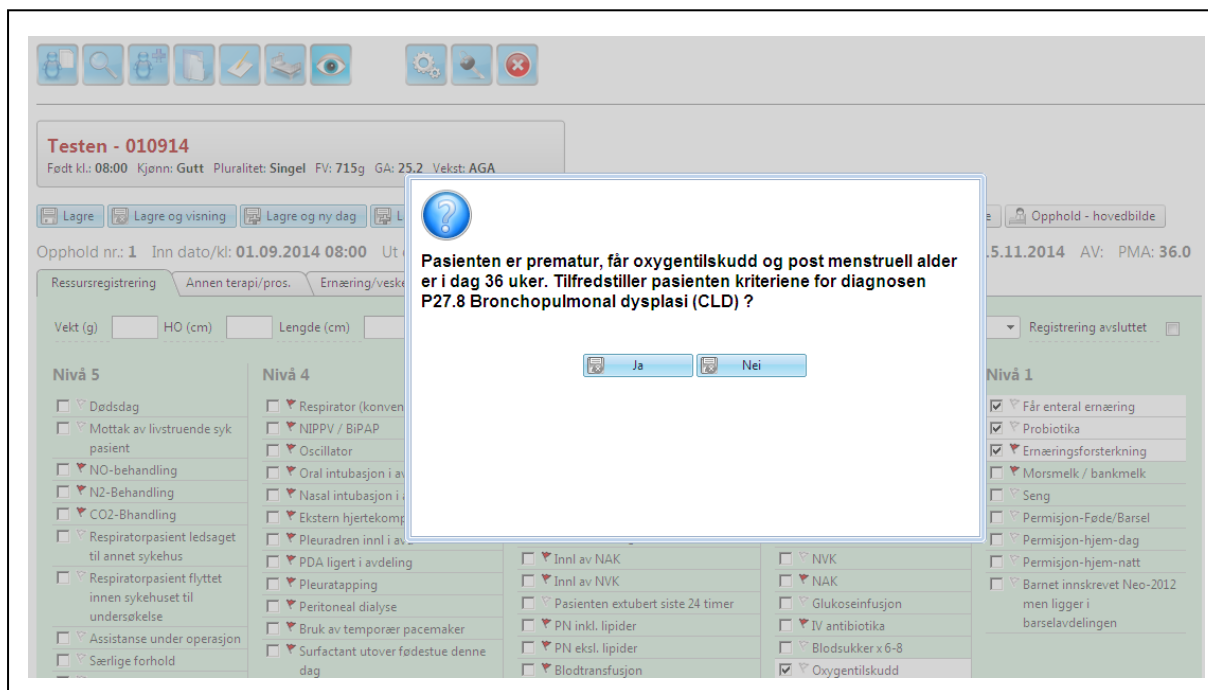 Testen - 010914
Født kl.: 08:00 Kjønn: Gutt Pluralitet: Singel FV: 715g GA: 25.2 Vekst: AGA
Lagre Lagre og visning Lagre og ny dag L
Opphold - hovedbilde
Opphold nr.: 1 Inn dato/kl: 01.09.2014 08:00 Ut
5.11.2014 AV: PMA: 36.0
Pasienten er prematur, får oxygentilskudd og post menstruell alder
er i dag 36 uker. Tilfredstiller pasienten kriteriene for diagnosen
P27.8 Bronchopulmonal dysplasi (CLD) ?
Ja Nei
Ressursregistrering Annen terapi/pros. Ernæring/veske
Vekt (g) HO (cm) Lengde (cm)
Registrering avsluttet
Nivå 5
Dødsdag
Mottak av livstruende syk
pasient
NO-behandling
N2-Behandling
CO2-Bhandling
Respiratorpasient ledsaget
til annet sykehus
Respiratorpasient flyttet
innen sykehuset til
undersøkelse
Assistanse under operasjon
Særlige forhold
Nivå 4
Respirator (konven
NIPPV / BiPAP
Oscillator
Oral intubasjon i av
Nasal intubasjon i
Ekstern hjertekomp
Pleuradren innl i avd
PDA ligert i avdeling
Pleuratapping
Peritoneal dialyse
Bruk av temporær pacemaker
Surfactant utover fødestue denne
dag
Innl av NAK
Innl av NVK
Pasienten extubert siste 24 timer
PN inkl. lipider
PN eksl. lipider
Blodtransfusjon
NVK
NAK
Glukoseinfusjon
IV antibiotika
Blodsukker x 6-8
Oxygentilskudd
Nivå 1
Får enteral ernæring
Probiotika
Ernæringsforsterkning
Morsmelk / bankmelk
Seng
Permisjon-Føde/Barsel
Permisjon-hjem-dag
Permisjon-hjem-natt
Barnet innskrevet Neo-2012
men ligger i
barselavdelingen